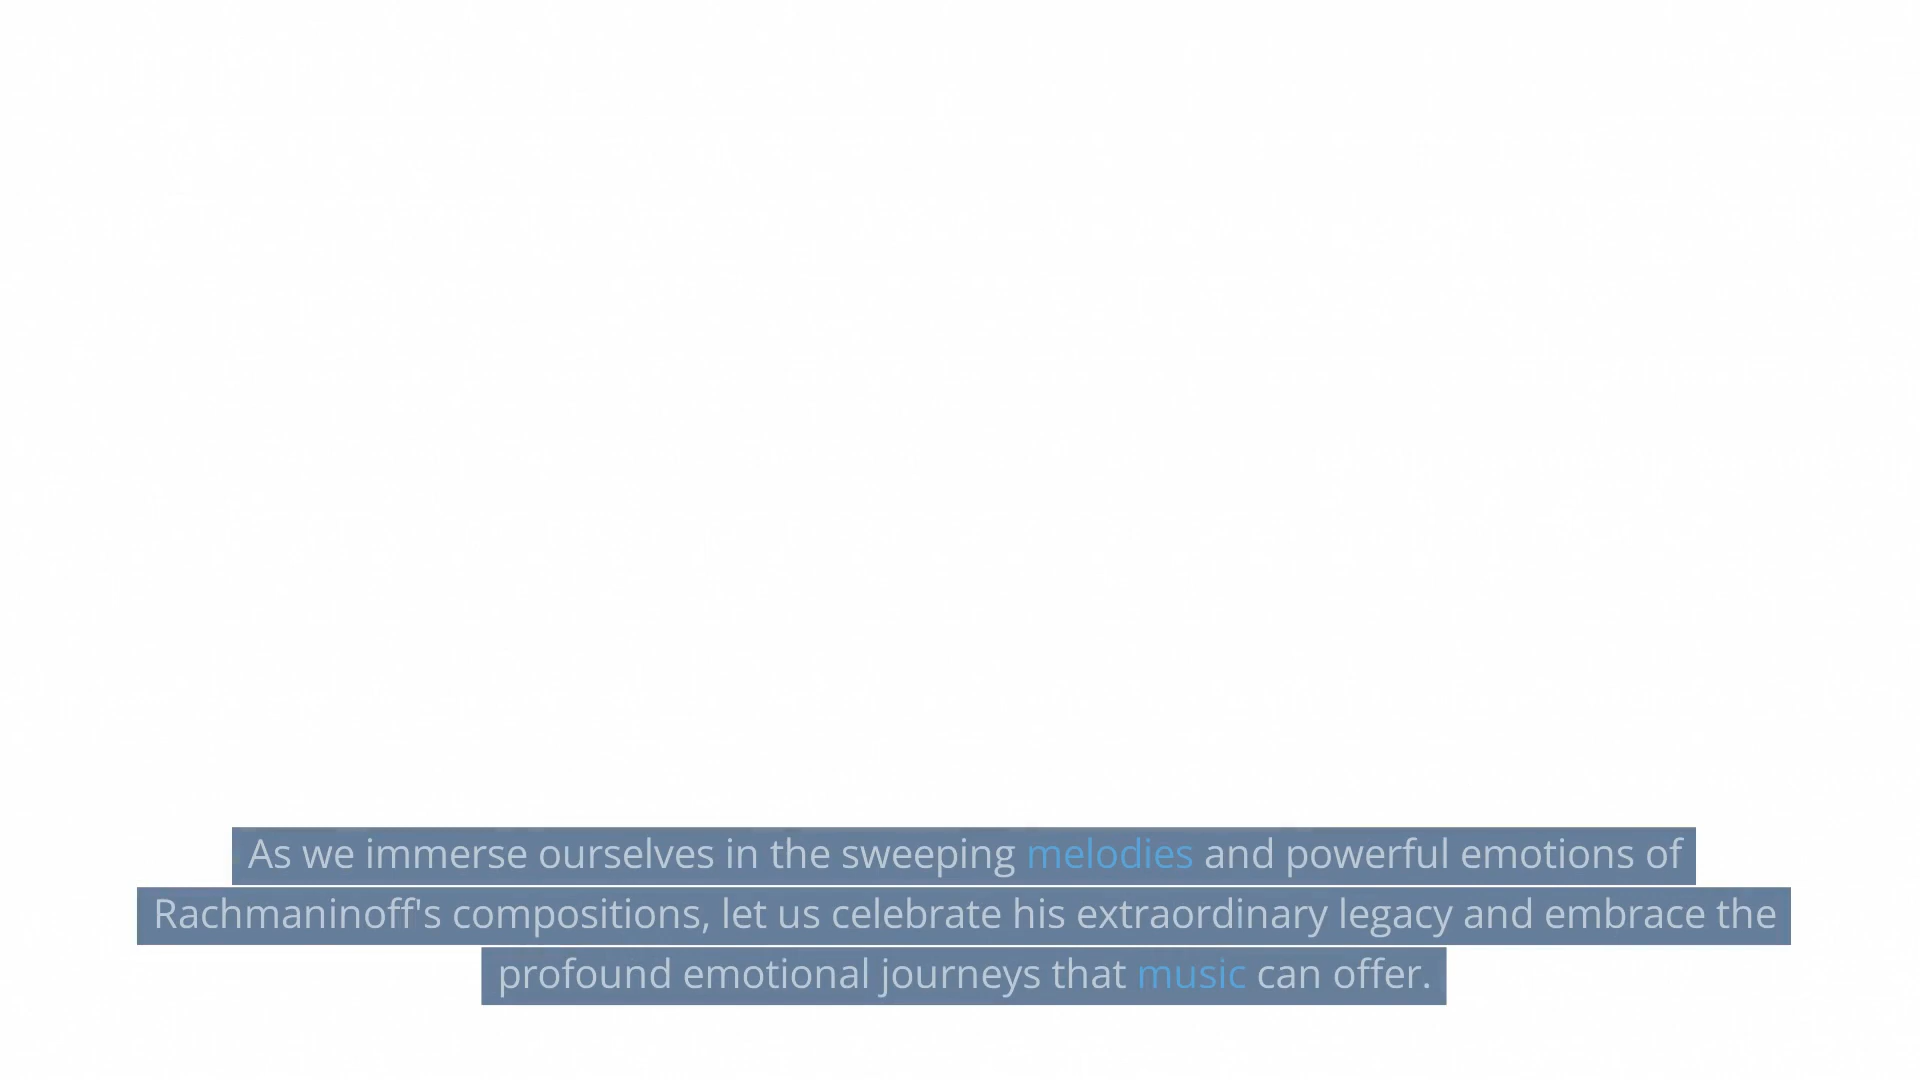 As we immerse ourselves in the sweeping melodies and powerful emotions of
Rachmaninoff's compositions, let us celebrate his extraordinary legacy and embrace the
profound emotional journeys that music can offer.